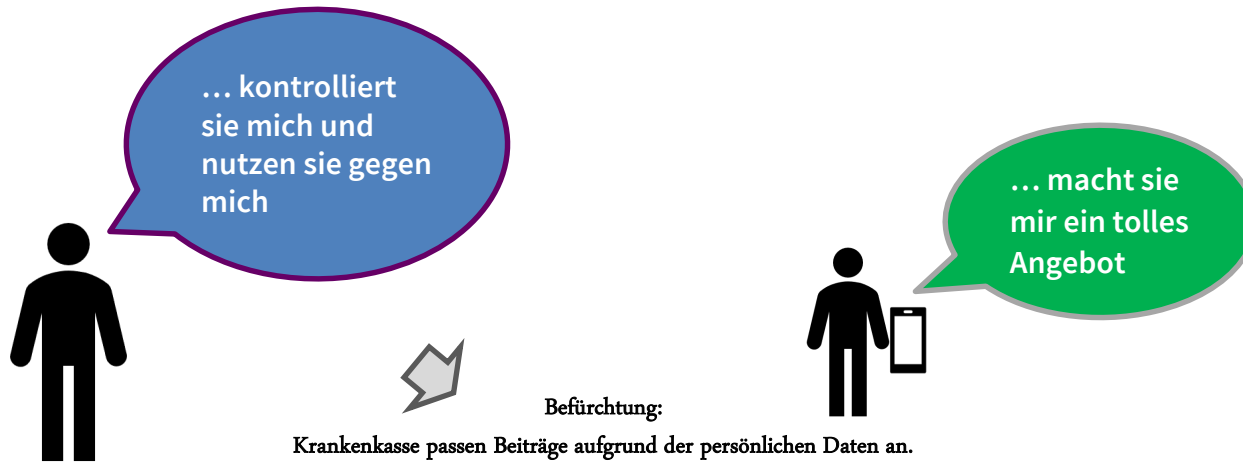 … kontrolliert
sie mich und
nutzen sie gegen
mich
… macht sie
mir ein tolles
Angebot
Befürchtung:
Krankenkasse passen Beiträge aufgrund der persönlichen Daten an.